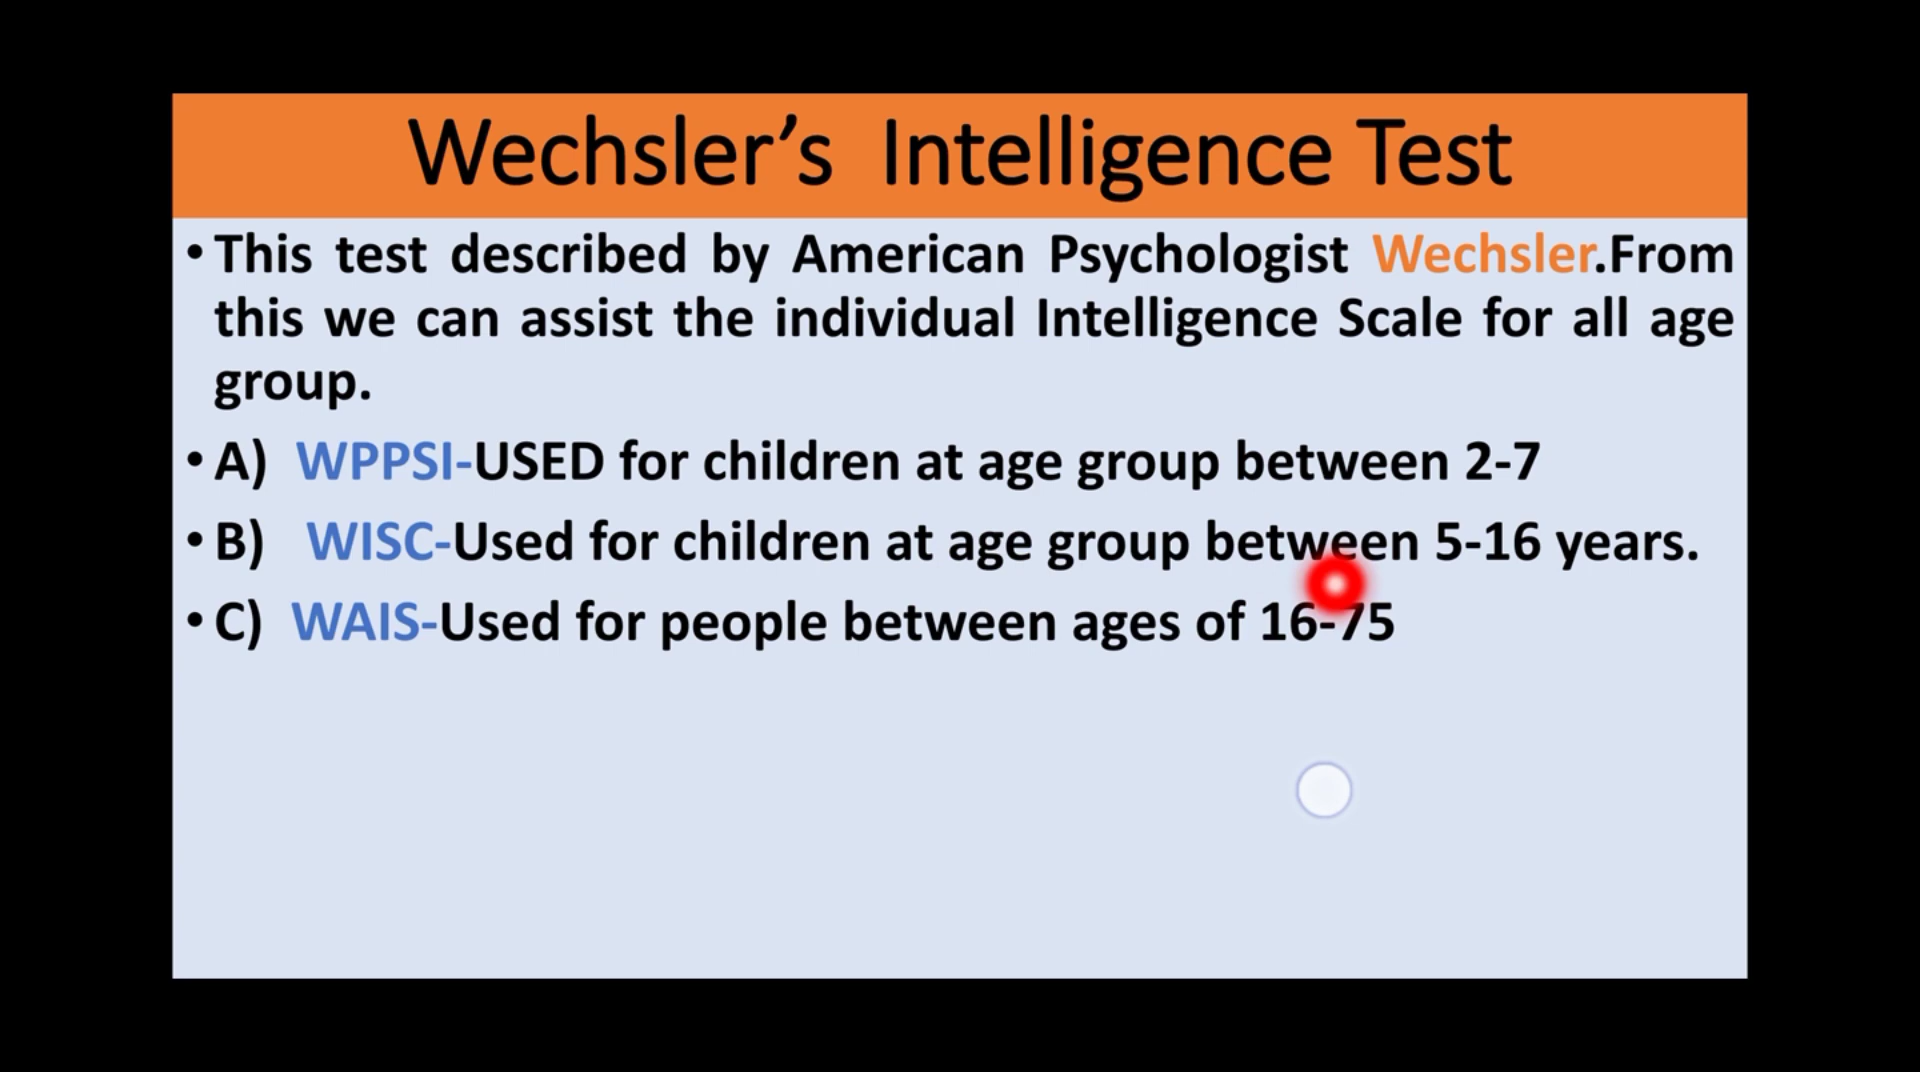 Wechsler’s Intelligence Test
• This test described by American Psychologist Wechsler.From
this we can assist the individual Intelligence Scale for all age
group.
• A) WPPSI-USED for children at age group between 2-7
• B) WISC-Used for children at age group between 5-16 years.
• C) WAIS-Used for people between ages of 16-75